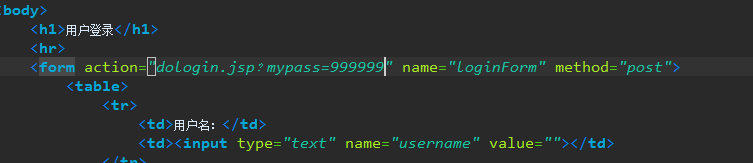 <body>
<h1>用户登录</h1>
<hr>
<form action="dologin.jsp?mypass=999999" name="loginForm" method="post">
<table>
<tr>
<td>用户名：</td>
<td><input type="text" name="username" value=""></td>
</tr>